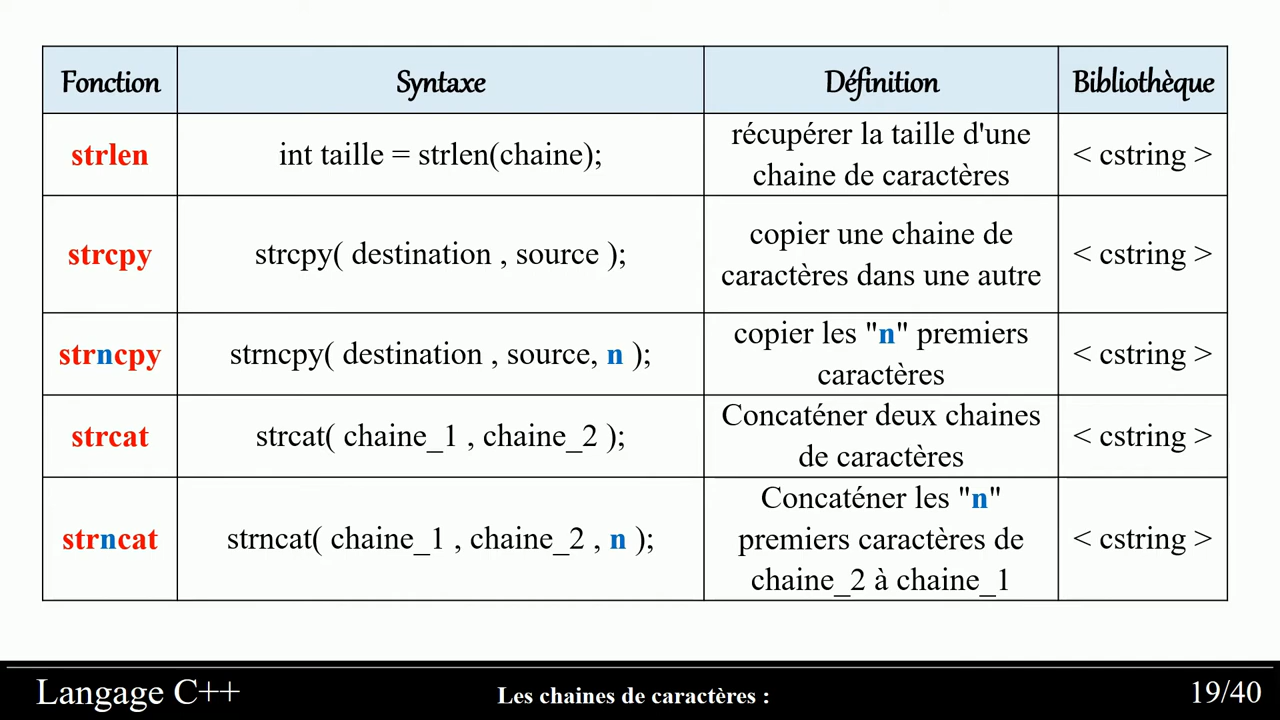 Fonction Syntaxe Définition Bibliothèque
strlen int taille = strlen(chaine); récupérer la taille d'une chaine de caractères < cstring >
strcpy strcpy( destination , source ); copier une chaine de caractères dans une autre < cstring >
strncpy strncpy( destination , source, n ); copier les "n" premiers caractères < cstring >
strcat strcat( chaine_1 , chaine_2 ); Concaténer deux chaines de caractères < cstring >
strncat strncat( chaine_1 , chaine_2 , n ); Concaténer les "n" premiers caractères de chaine_2 à chaine_1 < cstring >
Langage C++ Les chaines de caractères : 19/40